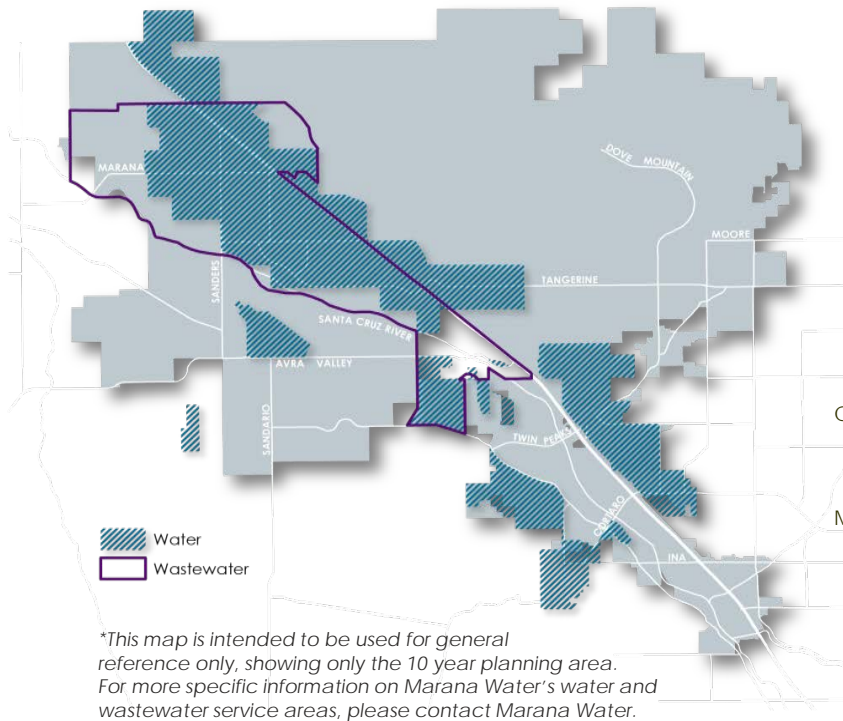 DOVE MOUNTAIN
MARANA
MOORE
SANDERS
TANGERINE
SANTA CRUZ RIVER
AVRA VALLEY
SANDARIO
TWIN PEAKS
CORTARO
INA
Water
Wastewater
*This map is intended to be used for general
reference only, showing only the 10 year planning area.
For more specific information on Marana Water's water and
wastewater service areas, please contact Marana Water.